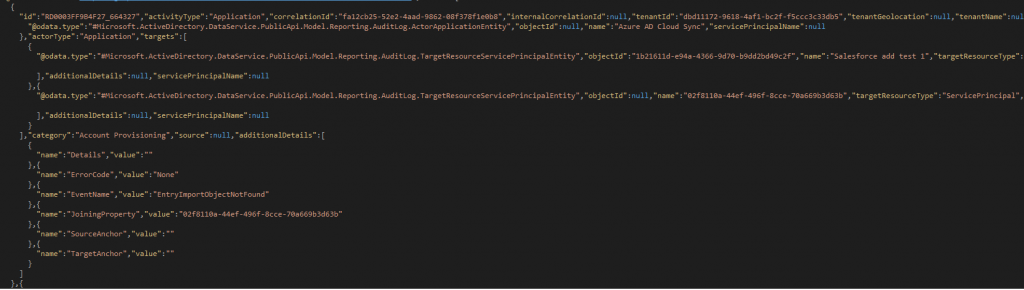 {
"id":"RD0003FF9B4F27_664327","activityType":"Application","correlationId":"fa12cb25-52e2-4aad-9862-08f378f1e0b8","internalCorrelationId":null,"tenantId":"dbd11172-9618-4af1-bc2f-f5ccc3c33db5","tenantGeolocation":null,"tenantName":nul
"@odata.type":"#Microsoft.ActiveDirectory.DataService.PublicApi.Model.Reporting.AuditLog.ActorApplicationEntity","objectId":null,"name":"Azure AD Cloud Sync","servicePrincipalName":null
},"actorType":"Application","targets":[
{
"@odata.type":"#Microsoft.ActiveDirectory.DataService.PublicApi.Model.Reporting.AuditLog.TargetResourceServicePrincipalEntity","objectId":"1b21611d-e94a-4366-9d70-b9dd2bd49c2f","name":"Salesforce add test 1","targetResourceType":
],"additionalDetails":null,"servicePrincipalName":null
},{
"@odata.type":"#Microsoft.ActiveDirectory.DataService.PublicApi.Model.Reporting.AuditLog.TargetResourceServicePrincipalEntity","objectId":null,"name":"02f8110a-44ef-496f-8cce-70a669b3d63b","targetResourceType":"ServicePrincipal",
],"additionalDetails":null,"servicePrincipalName":null
}
],"category":"Account Provisioning","source":null,"additionalDetails":[
{
"name":"Details","value":""
},{
"name":"ErrorCode","value":"None"
},{
"name":"EventName","value":"EntryImportObjectNotFound"
},{
"name":"JoiningProperty","value":"02f8110a-44ef-496f-8cce-70a669b3d63b"
},{
"name":"SourceAnchor","value":""
},{
"name":"TargetAnchor","value":""
}
]
},{